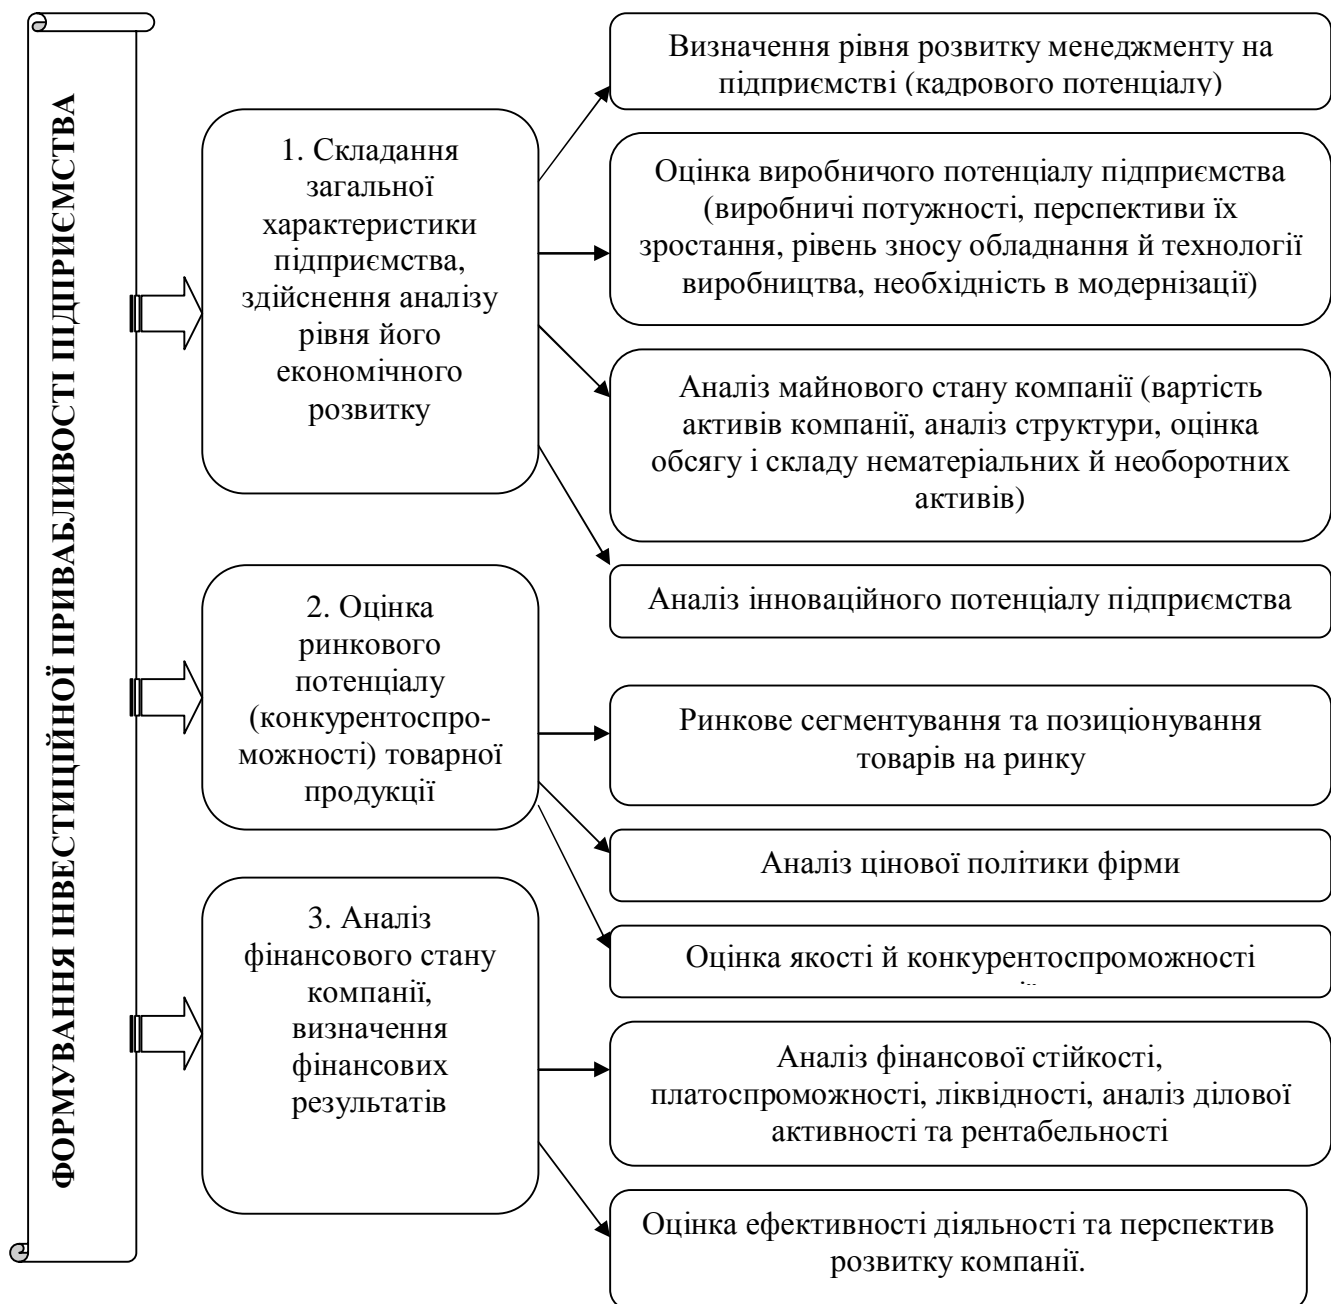 ФОРМУВАННЯ ІНВЕСТИЦІЙНОЇ ПРИВАБЛИВОСТІ ПІДПРИЄМСТВА
1. Складання
загальної
характеристики
підприємства,
здійснення аналізу
рівня його
економічного
розвитку
Визначення рівня розвитку менеджменту на
підприємстві (кадрового потенціалу)
Оцінка виробничого потенціалу підприємства
(виробничі потужності, перспективи їх
зростання, рівень зносу обладнання й технології
виробництва, необхідність в модернізації)
Аналіз майнового стану компанії (вартість
активів компанії, аналіз структури, оцінка
обсягу і складу нематеріальних й необоротних
активів)
Аналіз інноваційного потенціалу підприємства
2. Оцінка
ринкового
потенціалу
(конкурентоспро-
можності) товарної
продукції
Ринкове сегментування та позиціонування
товарів на ринку
Аналіз цінової політики фірми
Оцінка якості й конкурентоспроможності
3. Аналіз
фінансового стану
компанії,
визначення
фінансових
результатів
Аналіз фінансової стійкості,
платоспроможності, ліквідності, аналіз ділової
активності та рентабельності
Оцінка ефективності діяльності та перспектив
розвитку компанії.